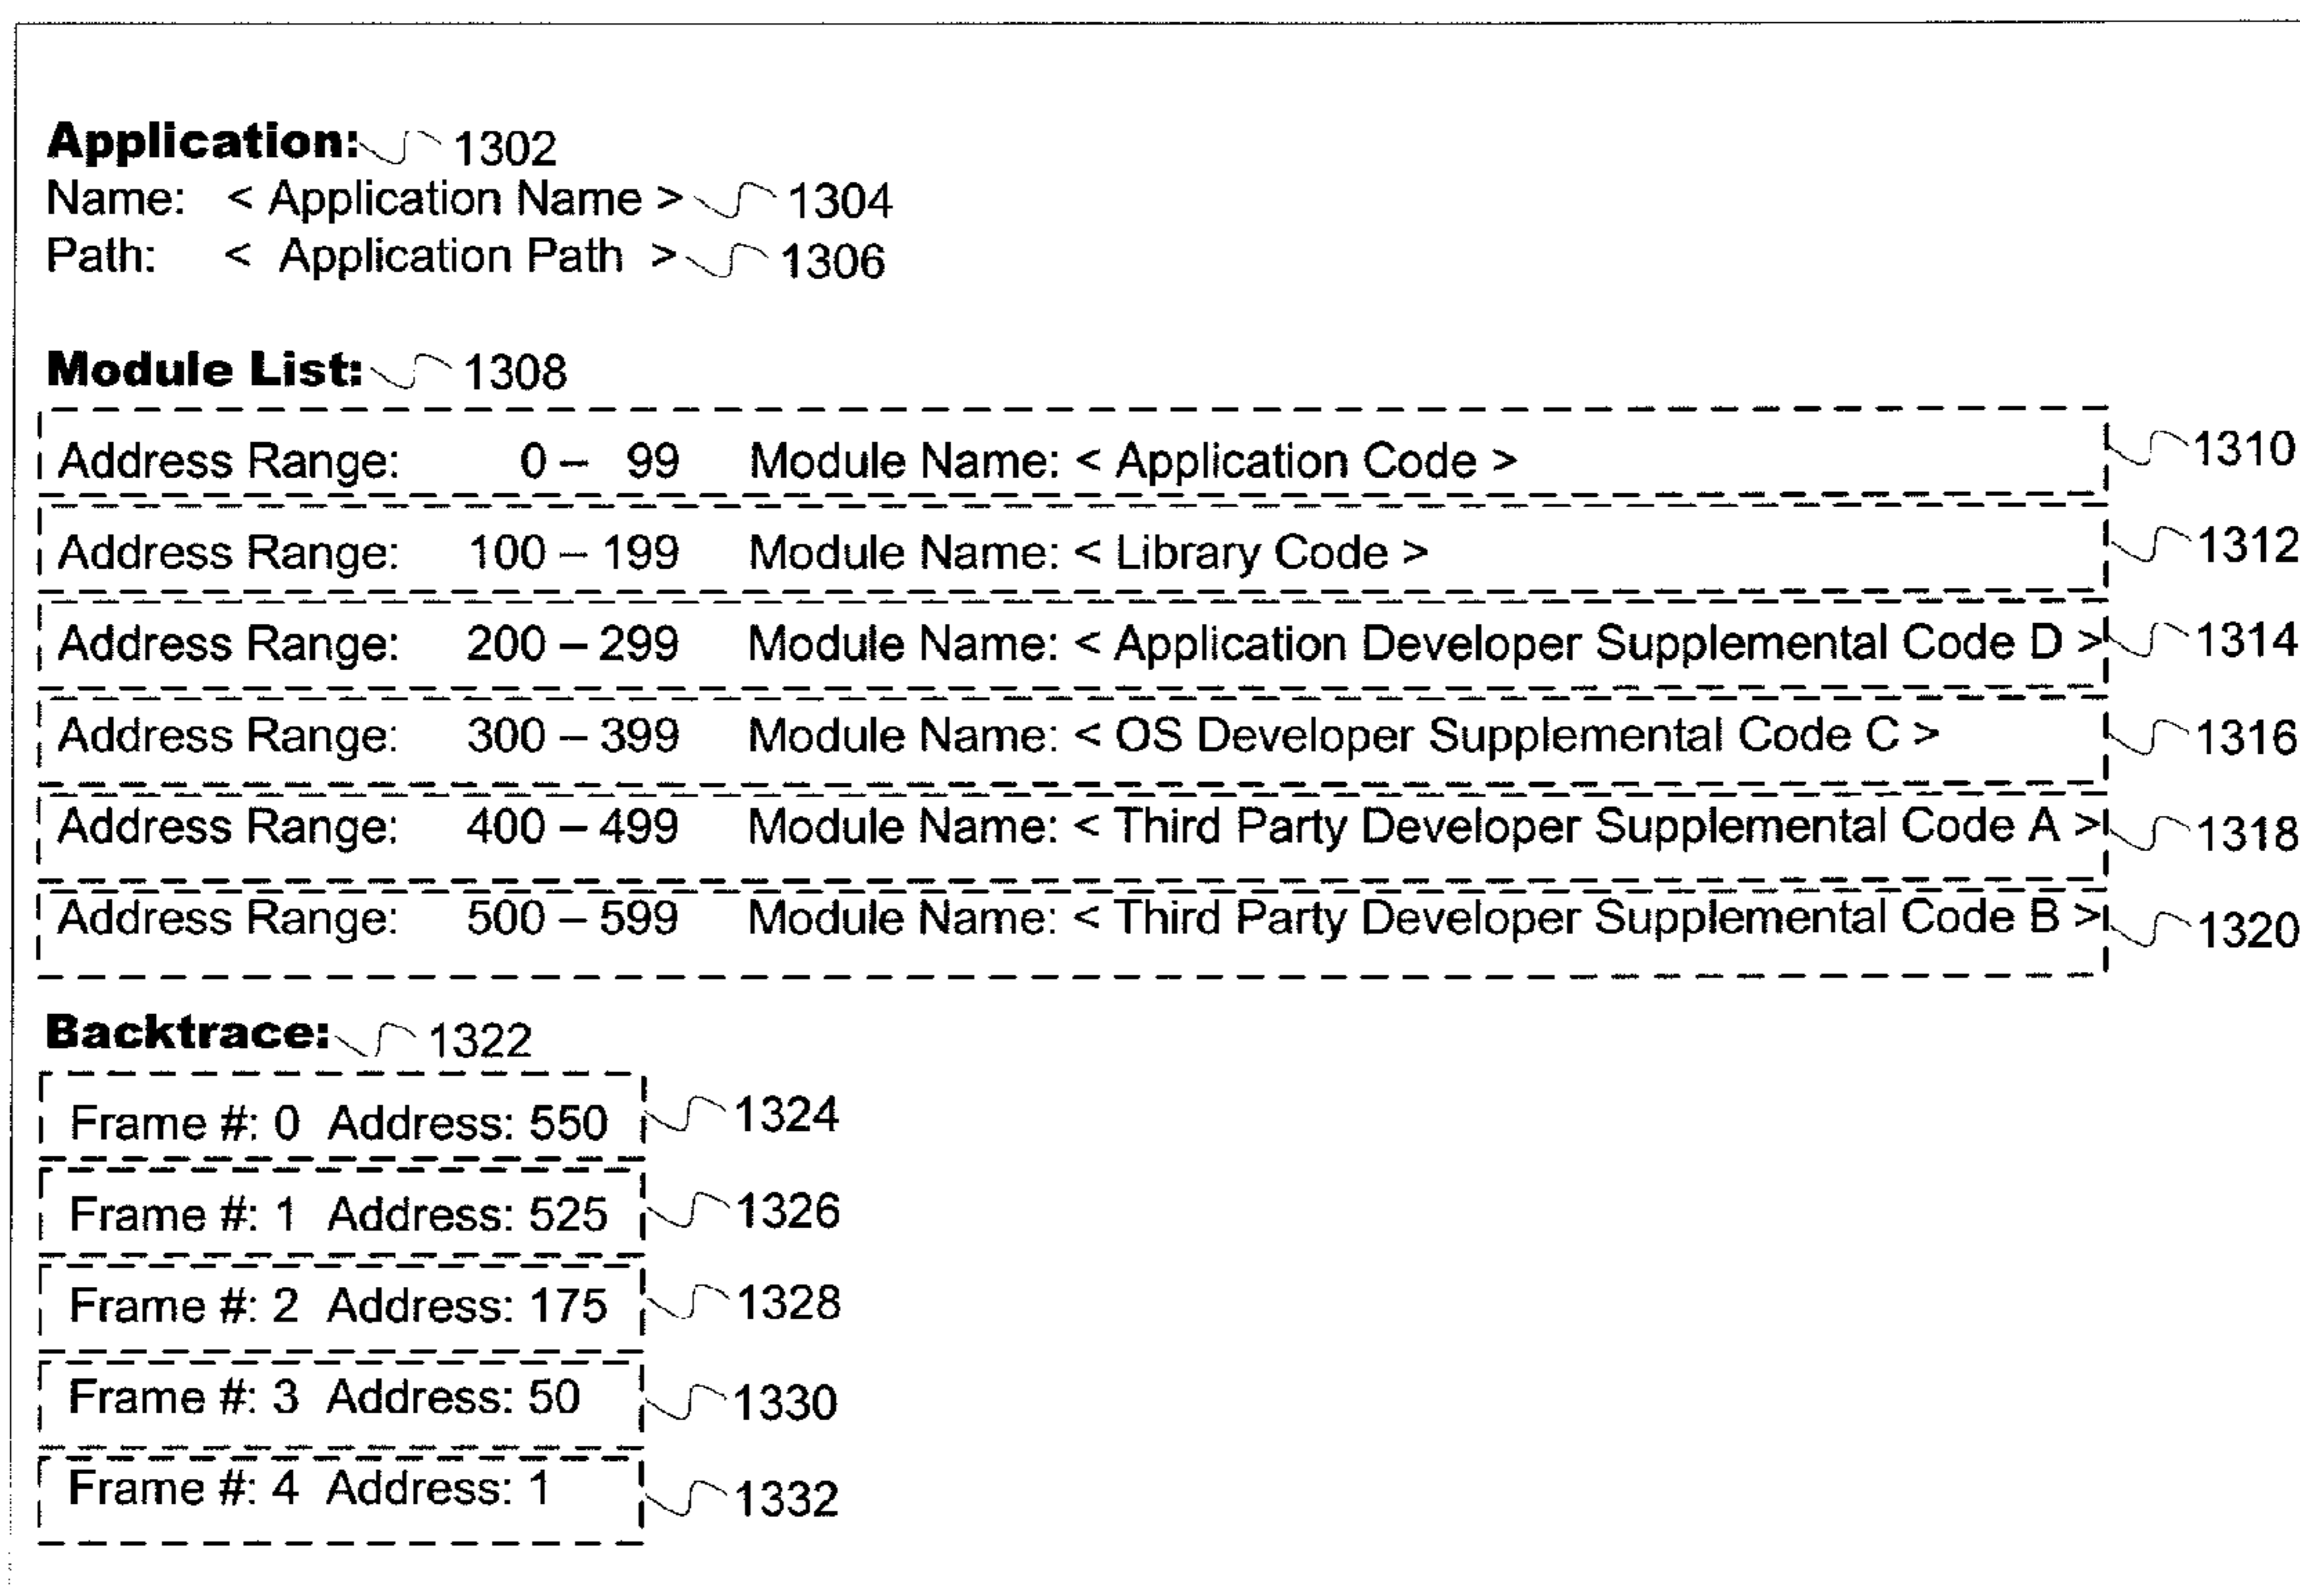 Application: 1302
Name: < Application Name > 1304
Path: < Application Path > 1306
Module List: 1308
Address Range: 0 – 99 Module Name: < Application Code > 1310
Address Range: 100 – 199 Module Name: < Library Code > 1312
Address Range: 200 – 299 Module Name: < Application Developer Supplemental Code D > 1314
Address Range: 300 – 399 Module Name: < OS Developer Supplemental Code C > 1316
Address Range: 400 – 499 Module Name: < Third Party Developer Supplemental Code A > 1318
Address Range: 500 – 599 Module Name: < Third Party Developer Supplemental Code B > 1320
Backtrace: 1322
Frame #: 0 Address: 550 1324
Frame #: 1 Address: 525 1326
Frame #: 2 Address: 175 1328
Frame #: 3 Address: 50 1330
Frame #: 4 Address: 1 1332